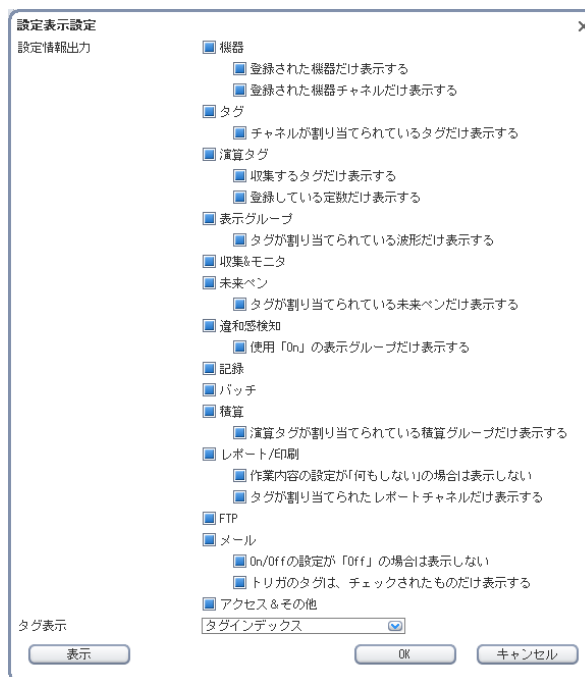 設定表示設定
設定情報出力
機器
登録された機器だけ表示する
登録された機器チャネルだけ表示する
タグ
チャネルが割り当てられているタグだけ表示する
演算タグ
収集するタグだけ表示する
登録している定数だけ表示する
表示グループ
タグが割り当てられている波形だけ表示する
収集&モニタ
未来ペン
タグが割り当てられている未来ペンだけ表示する
違和感検知
使用「On」の表示グループだけ表示する
記録
バッチ
積算
演算タグが割り当てられている積算グループだけ表示する
レポート/印刷
作業内容の設定が「何もしない」の場合は表示しない
タグが割り当てられたレポートチャネルだけ表示する
FTP
メール
On/Offの設定が「Off」の場合は表示しない
トリガのタグは、チェックされたものだけ表示する
アクセス&その他
タグ表示
タグインデックス
表示
OK
キャンセル